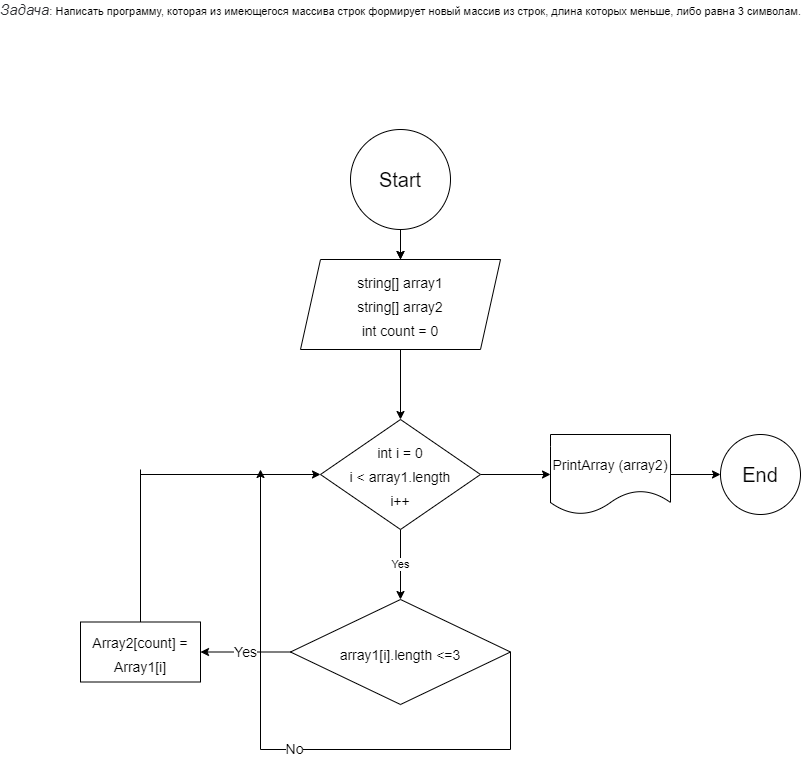 Задача: Написать программу, которая из имеющегося массива строк формирует новый массив из строк, длина которых меньше, либо равна 3 символам.
Start
string[] array1
string[] array2
int count = 0
int i = 0
i < array1.length
i++
PrintArray (array2)
End
Yes
array1[i].length <=3
Yes
Array2[count] =
Array1[i]
No